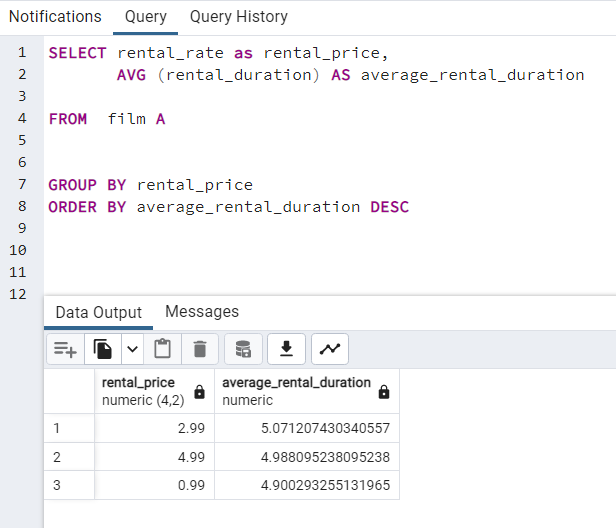 Notifications Query Query History
1 SELECT rental_rate as rental_price,
2 AVG (rental_duration) AS average_rental_duration
3
4 FROM film A
5
6
7 GROUP BY rental_price
8 ORDER BY average_rental_duration DESC
9
10
11
12
Data Output Messages
rental_price average_rental_duration
numeric (4,2) numeric
1 2.99 5.071207430340557
2 4.99 4.988095238095238
3 0.99 4.900293255131965